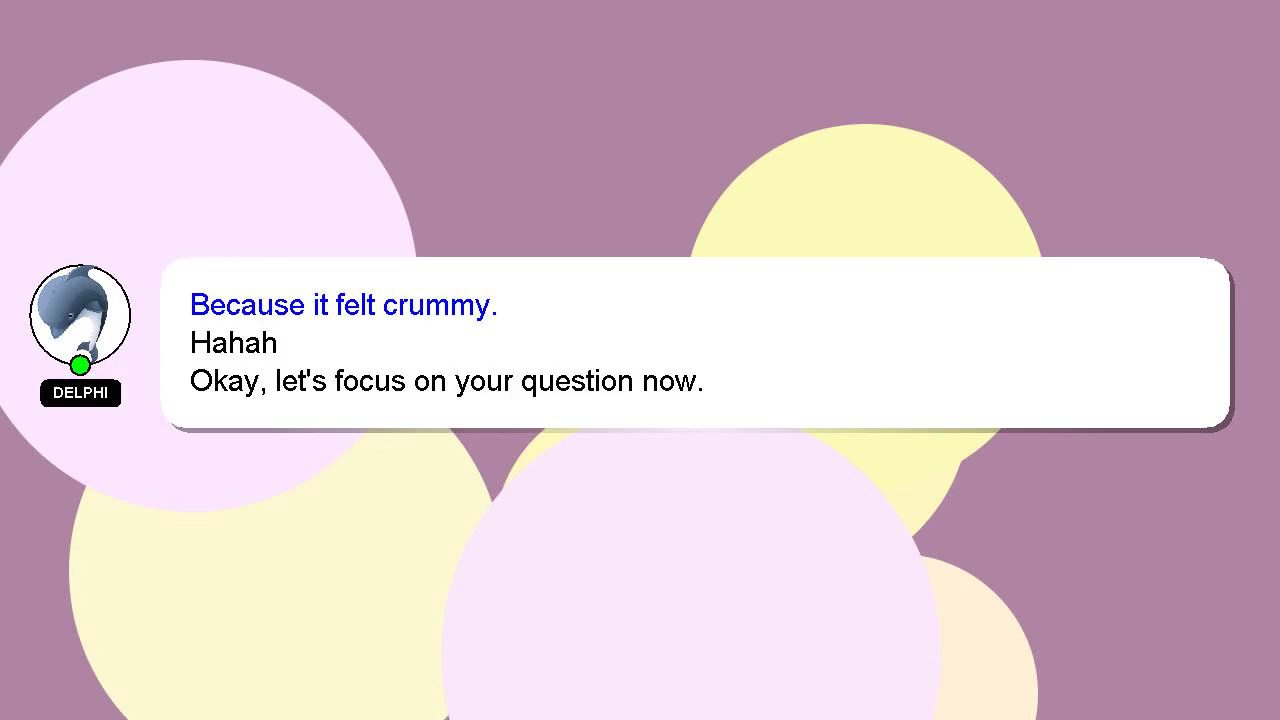 Because it felt crummy.
Hahah
Okay, let's focus on your question now.
DELPHI